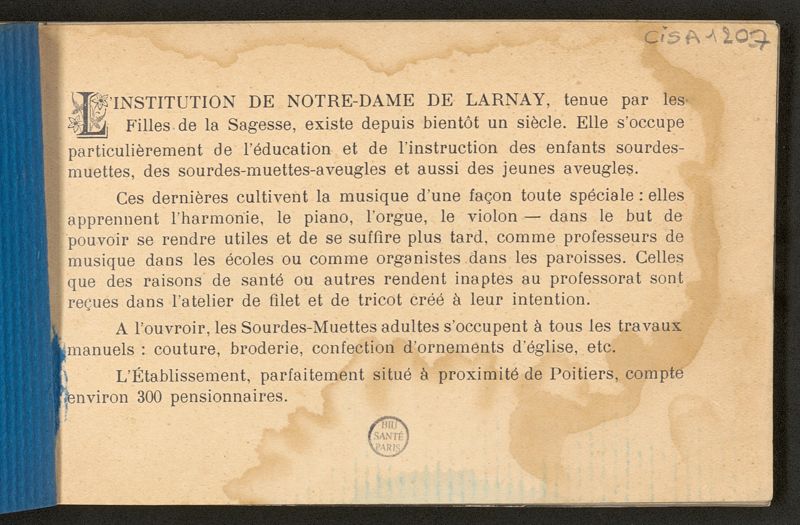 CISA1207
L'INSTITUTION DE NOTRE-DAME DE LARNAY, tenue par les
Filles de la Sagesse, existe depuis bientôt un siècle. Elle s'occupe
particulièrement de l'éducation et de l'instruction des enfants sourdes-
muettes, des sourdes-muettes-aveugles et aussi des jeunes aveugles.
Ces dernières cultivent la musique d'une façon toute spéciale : elles
apprennent l'harmonie, le piano, l'orgue, le violon — dans le but de
pouvoir se rendre utiles et de se suffire plus tard, comme professeurs de
musique dans les écoles ou comme organistes dans les paroisses. Celles
que des raisons de santé ou autres rendent inaptes au professorat sont
reçues dans l'atelier de filet et de tricot créé à leur intention.
A l'ouvroir, les Sourdes-Muettes adultes s'occupent à tous les travaux
manuels : couture, broderie, confection d'ornements d'église, etc.
L'Établissement, parfaitement situé à proximité de Poitiers, compte
environ 300 pensionnaires.
BIU
SANTÉ
PARIS